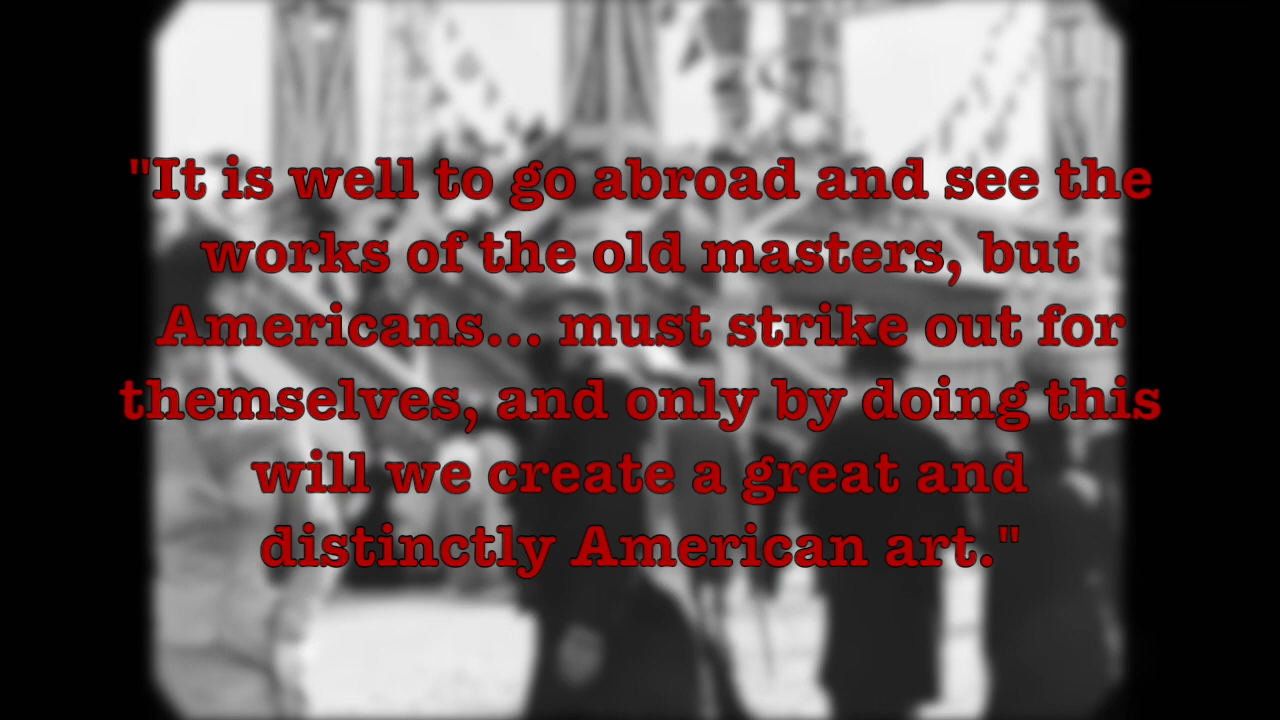 "It is well to go abroad and see the
works of the old masters, but
Americans... must strike out for
themselves, and only by doing this
will we create a great and
distinctly American art."